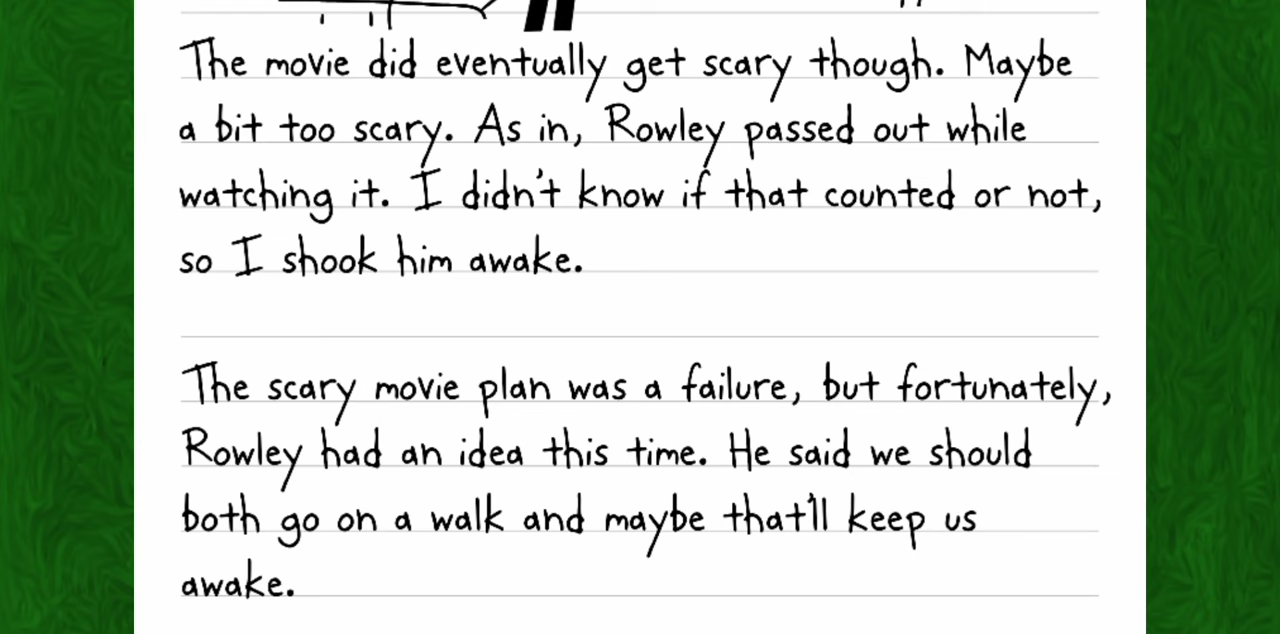 The movie did eventually get scary though. Maybe
a bit too scary. As in, Rowley passed out while
watching it. I didn't know if that counted or not,
so I shook him awake.
The scary movie plan was a failure, but fortunately,
Rowley had an idea this time. He said we should
both go on a walk and maybe that'll keep us
awake.